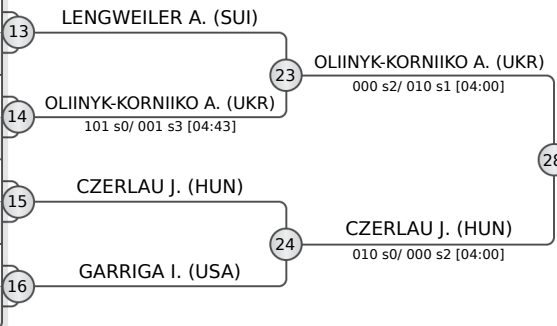 LENGWEILER A. (SUI)
13
23
OLIINYK-KORNIIKO A. (UKR)
000 s2/ 010 s1 [04:00]
OLIINYK-KORNIIKO A. (UKR)
14
101 s0/ 001 s3 [04:43]
28
CZERLAU J. (HUN)
15
24
CZERLAU J. (HUN)
010 s0/ 000 s2 [04:00]
GARRIGA I. (USA)
16